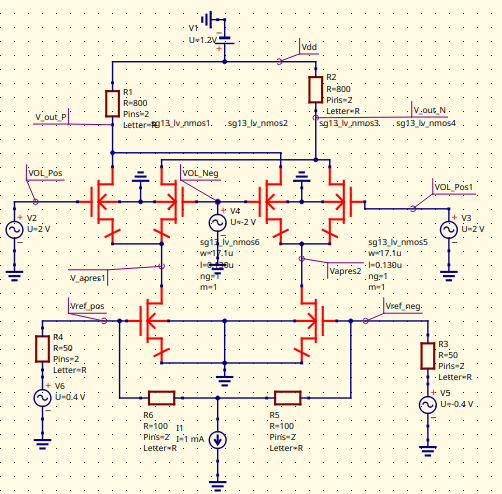 V1
U=1.2V
Vdd
R1
R=800
Pins=2
Letter=R
R2
R=800
Pins=2
Letter=R
V_out_P
V_out_N
sg13_lv_nmos1
sg13_lv_nmos2
sg13_lv_nmos3
sg13_lv_nmos4
VOL_Pos
VOL_Neg
VOL_Pos1
V2
U=2 V
V4
U=-2 V
V3
U=2 V
sg13_lv_nmos6
w=17.1u
l=0.130u
ng=1
m=1
sg13_lv_nmos5
w=17.1u
l=0.130u
ng=1
m=1
V_apres1
Vapres2
Vref_pos
Vref_neg
R4
R=50
Pins=2
Letter=R
R3
R=50
Pins=2
Letter=R
V6
U=0.4 V
V5
U=-0.4 V
R6
R=100
Pins=2
Letter=R
I1
I=1 mA
R5
R=100
Pins=2
Letter=R